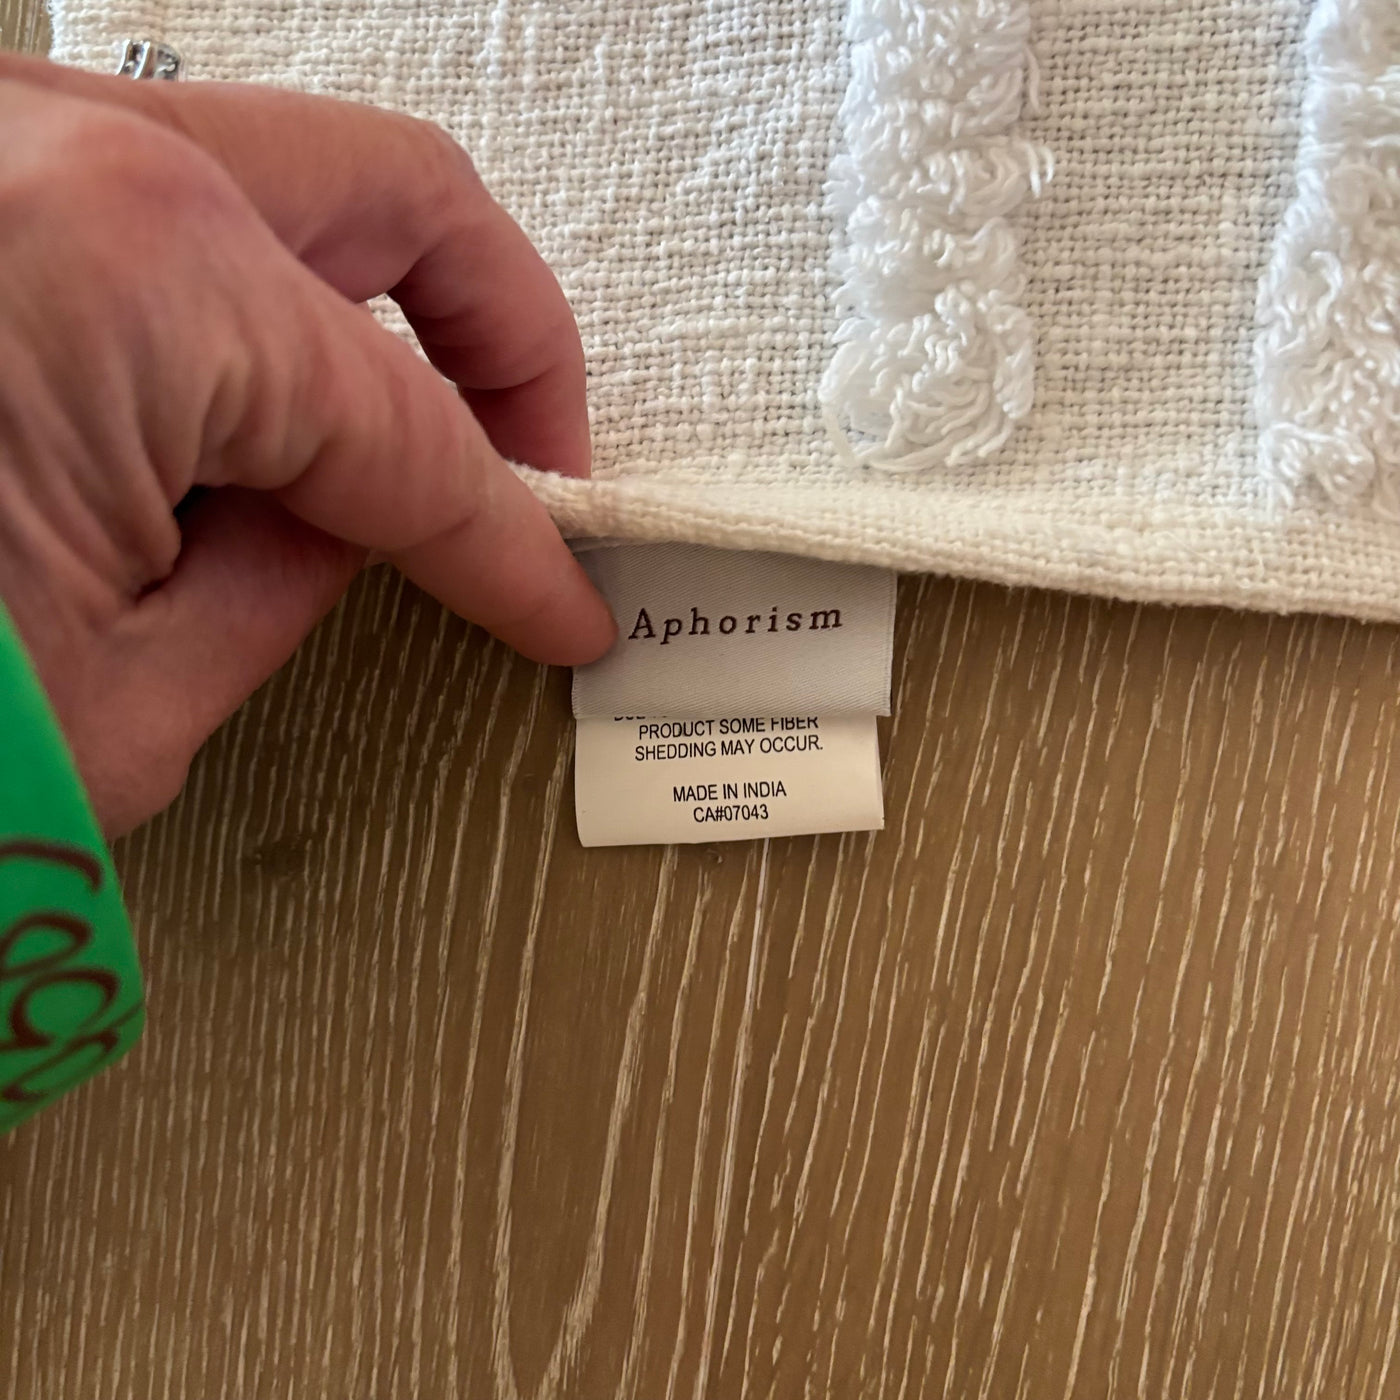 Aphorism
PRODUCT SOME FIBER
SHEDDING MAY OCCUR.
MADE IN INDIA
CA#07043